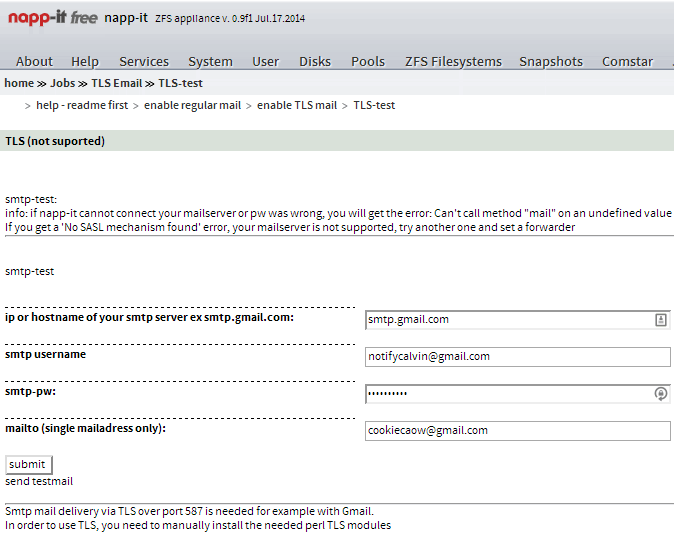 napp-it free napp-it ZFS appliance v. 0.9f1 Jul.17.2014
About Help Services System User Disks Pools ZFS Filesystems Snapshots Comstar
home » Jobs » TLS Email » TLS-test
> help - readme first > enable regular mail > enable TLS mail > TLS-test
TLS (not suported)
smtp-test:
info: if napp-it cannot connect your mailserver or pw was wrong, you will get the error: Can't call method "mail" on an undefined value
If you get a 'No SASL mechanism found' error, your mailserver is not supported, try another one and set a forwarder
smtp-test
ip or hostname of your smtp server ex smtp.gmail.com: smtp.gmail.com
smtp username notifycalvin@gmail.com
smtp-pw: ••••••••••
mailto (single mailadress only): cookiecaow@gmail.com
submit
send testmail
Smtp mail delivery via TLS over port 587 is needed for example with Gmail.
In order to use TLS, you need to manually install the needed perl TLS modules